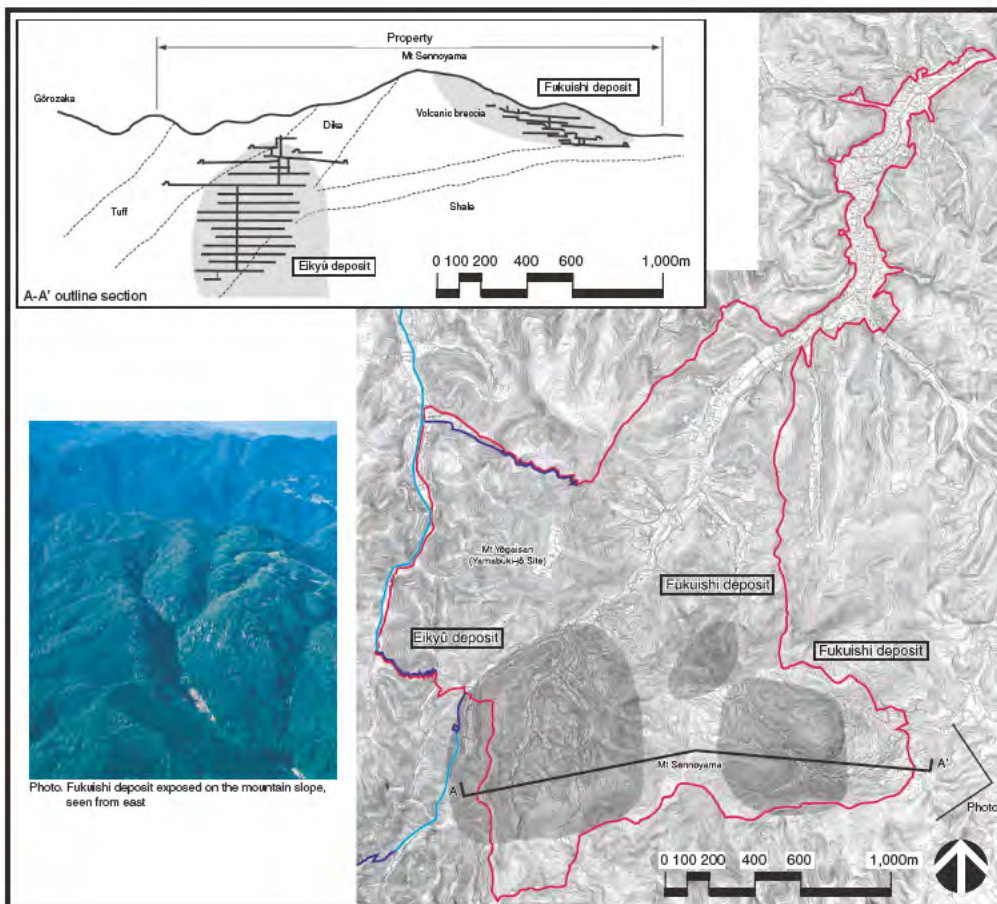 Property
Mt Sennoyama
Fukuishi deposit
Gōrozaka
Volcanic breccia
Dike
Tuff
Shale
Eikyū deposit
0 100 200 400 600 1,000m
A-A' outline section
Mt Yōgaisan
(Yamabuki-jō Site)
Fukuishi deposit
Eikyū deposit
Fukuishi deposit
Mt Sennoyama
A
A'
Photo
Photo. Fukuishi deposit exposed on the mountain slope,
seen from east
0 100 200 400 600 1,000m